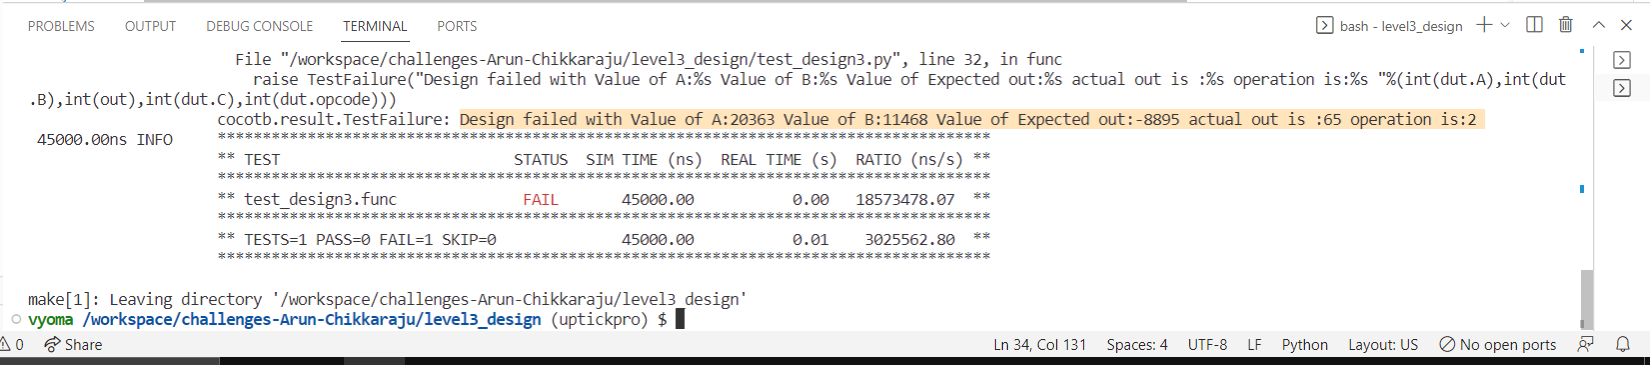 PROBLEMS OUTPUT DEBUG CONSOLE TERMINAL PORTS bash - level3_design
File "/workspace/challenges-Arun-Chikkaraju/level3_design/test_design3.py", line 32, in func
raise TestFailure("Design failed with Value of A:%s Value of B:%s Value of Expected out:%s actual out is :%s operation is:%s "%(int(dut.A),int(dut
.B),int(out),int(dut.C),int(dut.opcode)))
cocotb.result.TestFailure: Design failed with Value of A:20363 Value of B:11468 Value of Expected out:-8895 actual out is :65 operation is:2
45000.00ns INFO **************************************************************************************
** TEST STATUS SIM TIME (ns) REAL TIME (s) RATIO (ns/s) **
**************************************************************************************
** test_design3.func FAIL 45000.00 0.00 18573478.07 **
**************************************************************************************
** TESTS=1 PASS=0 FAIL=1 SKIP=0 45000.00 0.01 3025562.80 **
**************************************************************************************
make[1]: Leaving directory '/workspace/challenges-Arun-Chikkaraju/level3_design'
vyoma /workspace/challenges-Arun-Chikkaraju/level3_design (uptickpro) $
0 Share Ln 34, Col 131 Spaces: 4 UTF-8 LF Python Layout: US No open ports